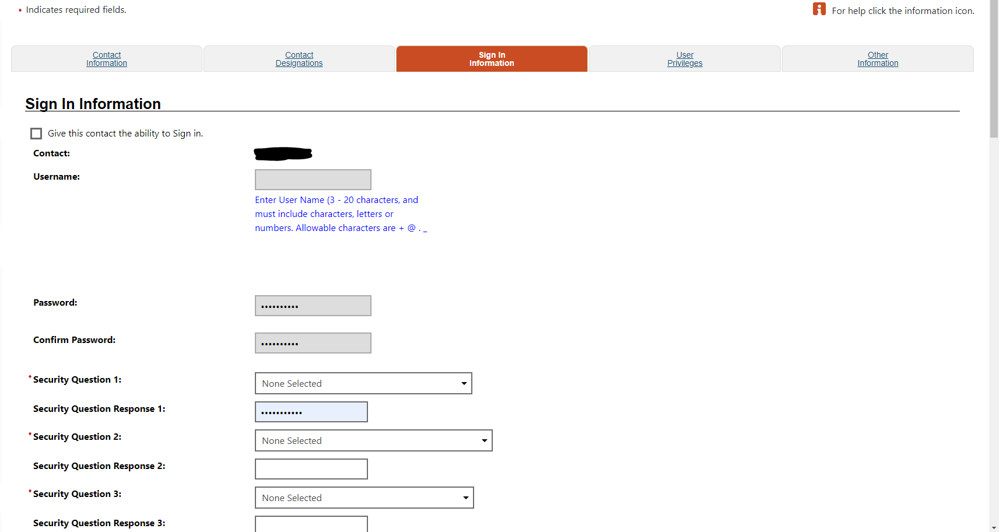 * Indicates required fields.
For help click the information icon.
Contact
Information
Contact
Designations
Sign In
Information
User
Privileges
Other
Information
Sign In Information
Give this contact the ability to Sign in.
Contact:
Username:
Enter User Name (3 - 20 characters, and
must include characters, letters or
numbers. Allowable characters are + @ . _
Password:
••••••••••
Confirm Password:
••••••••••
* Security Question 1:
None Selected
Security Question Response 1:
•••••••••••
* Security Question 2:
None Selected
Security Question Response 2:
* Security Question 3:
None Selected
Security Question Response 3: